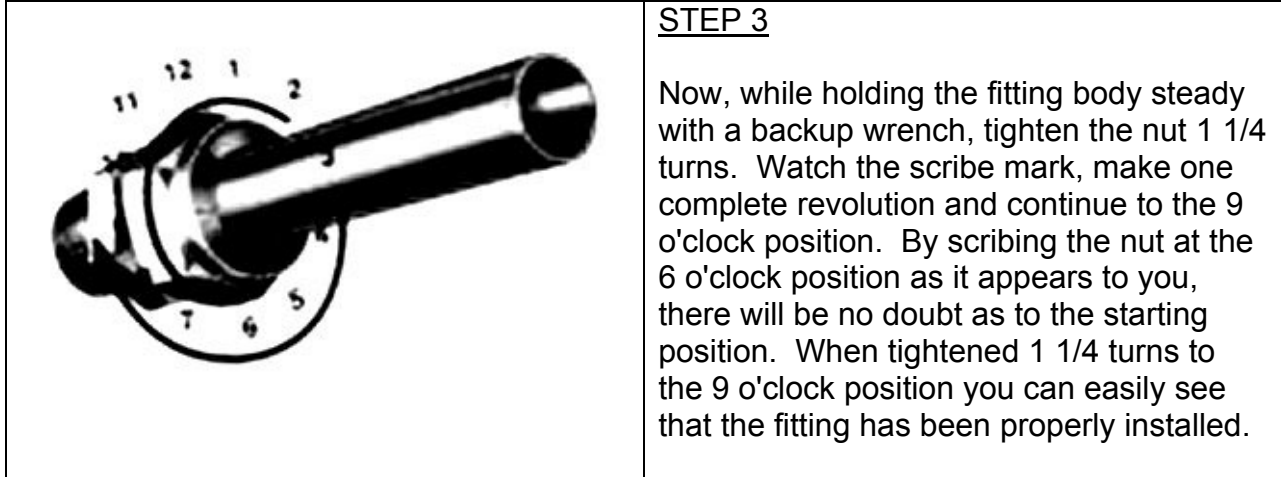 12 1
11 2
3
4
5
7 6
STEP 3
Now, while holding the fitting body steady
with a backup wrench, tighten the nut 1 1/4
turns. Watch the scribe mark, make one
complete revolution and continue to the 9
o'clock position. By scribing the nut at the
6 o'clock position as it appears to you,
there will be no doubt as to the starting
position. When tightened 1 1/4 turns to
the 9 o'clock position you can easily see
that the fitting has been properly installed.